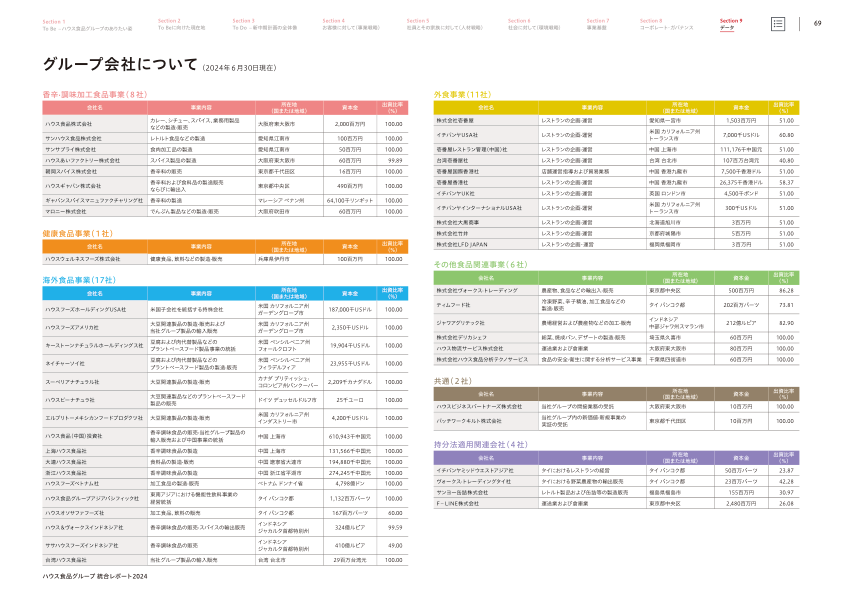 Section 1
To Be ─ハウス食品グループのありたい姿
Section 2
To Beに向けた現在地
Section 3
To Do ─新中期計画の全体像
Section 4
お客様に対して(事業戦略)
Section 5
社員とその家族に対して(人材戦略)
Section 6
社会に対して(環境戦略)
Section 7
事業基盤
Section 8
コーポレート・ガバナンス
Section 9
データ
69
グループ会社について(2024年6月30日現在)
香辛・調味加工食品事業(8社)
会社名 事業内容 所在地(国または地域) 資本金 出資比率(%)
ハウス食品株式会社 カレー、シチュー、スパイス、業務用製品などの製造・販売 大阪府東大阪市 2,000百万円 100.00
サンハウス食品株式会社 レトルト食品などの製造 愛知県江南市 100百万円 100.00
サンサプライ株式会社 食肉加工品の製造 愛知県江南市 50百万円 100.00
ハウスあいファクトリー株式会社 スパイス製品の製造 大阪府東大阪市 60百万円 99.89
朝岡スパイス株式会社 香辛料の販売 東京都千代田区 16百万円 100.00
ハウスギャバン株式会社 香辛料および食料品の製造販売ならびに輸出入 東京都中央区 490百万円 100.00
ギャバンスパイスマニュファクチャリング社 香辛料の製造 マレーシア ペナン州 64,100千リンギット 100.00
マロニー株式会社 でんぷん製品などの製造・販売 大阪府吹田市 60百万円 100.00
健康食品事業(1社)
会社名 事業内容 所在地(国または地域) 資本金 出資比率(%)
ハウスウェルネスフーズ株式会社 健康食品、飲料などの製造・販売 兵庫県伊丹市 100百万円 100.00
海外食品事業(17社)
会社名 事業内容 所在地(国または地域) 資本金 出資比率(%)
ハウスフーズホールディングUSA社 米国子会社を統括する持株会社 米国 カリフォルニア州ガーデングローブ市 187,000千USドル 100.00
ハウスフーズアメリカ社 大豆関連製品の製造・販売および当社グループ製品の輸入販売 米国 カリフォルニア州ガーデングローブ市 2,350千USドル 100.00
キーストーンナチュラルホールディングス社 豆腐および肉代替製品などのプラントベースフード製品事業の統括 米国 ペンシルベニア州フォールクロフト 19,904千USドル 100.00
ネイチャーソイ社 豆腐および肉代替製品などのプラントベースフード製品の製造・販売 米国 ペンシルベニア州フィラデルフィア 23,955千USドル 100.00
スーペリアナチュラル社 大豆関連製品の製造・販売 カナダ ブリティッシュ・コロンビア州バンクーバー 2,209千カナダドル 100.00
ハウスビーナチュラ社 大豆関連製品などのプラントベースフード製品の販売 ドイツ デュッセルドルフ市 25千ユーロ 100.00
エルブリトーメキシカンフードプロダクツ社 大豆関連製品の製造・販売 米国 カリフォルニア州インダストリー市 4,200千USドル 100.00
ハウス食品(中国)投資社 香辛調味食品の販売・当社グループ製品の輸入販売および中国事業の統括 中国 上海市 610,943千中国元 100.00
上海ハウス食品社 香辛調味食品の製造 中国 上海市 131,566千中国元 100.00
大連ハウス食品社 食料品の製造・販売 中国 遼寧省大連市 194,880千中国元 100.00
浙江ハウス食品社 香辛調味食品の製造 中国 浙江省平湖市 274,245千中国元 100.00
ハウスフーズベトナム社 加工食品の製造・販売 ベトナム ドンナイ省 4,798億ドン 100.00
ハウス食品グループアジアパシフィック社 東南アジアにおける機能性飲料事業の経営統括 タイ バンコク都 1,132百万バーツ 100.00
ハウスオソサファフーズ社 加工食品、飲料の販売 タイ バンコク都 167百万バーツ 60.00
ハウス&ヴォークスインドネシア社 香辛調味食品の販売・スパイスの輸出販売 インドネシアジャカルタ首都特別州 324億ルピア 99.59
ササハウスフーズインドネシア社 香辛調味食品の販売 インドネシアジャカルタ首都特別州 410億ルピア 49.00
台湾ハウス食品社 当社グループ製品の輸入販売 台湾 台北市 29百万台湾元 100.00
外食事業(11社)
会社名 事業内容 所在地(国または地域) 資本金 出資比率(%)
株式会社壱番屋 レストランの企画・運営 愛知県一宮市 1,503百万円 51.00
イチバンヤUSA社 レストランの企画・運営 米国 カリフォルニア州トーランス市 7,000千USドル 60.80
壱番屋レストラン管理(中国)社 レストランの企画・運営 中国 上海市 111,176千中国元 51.00
台湾壱番屋社 レストランの企画・運営 台湾 台北市 107百万台湾元 40.80
壱番屋国際香港社 店舗運営指導および貿易業務 中国 香港九龍市 7,500千香港ドル 51.00
壱番屋香港社 レストランの企画・運営 中国 香港九龍市 26,375千香港ドル 58.37
イチバンヤUK社 レストランの企画・運営 英国 ロンドン市 4,500千ポンド 51.00
イチバンヤインターナショナルUSA社 レストランの企画・運営 米国 カリフォルニア州トーランス市 300千USドル 51.00
株式会社大黒商事 レストランの企画・運営 北海道旭川市 3百万円 51.00
株式会社竹井 レストランの企画・運営 京都府城陽市 5百万円 51.00
株式会社LFD JAPAN レストランの企画・運営 福岡県福岡市 3百万円 51.00
その他食品関連事業(6社)
会社名 事業内容 所在地(国または地域) 資本金 出資比率(%)
株式会社ヴォークス・トレーディング 農産物、食品などの輸出入・販売 東京都中央区 500百万円 86.28
ティムフード社 冷凍野菜、辛子醤油、加工食品などの製造・販売 タイ バンコク都 202百万バーツ 73.81
ジャワアグリテック社 農産細菌および農産物などの加工・販売 インドネシア中部ジャワ州スマラン市 212億ルピア 82.90
株式会社デリカシェフ 総菜、焼成パン、デザートの製造・販売 埼玉県久喜市 60百万円 100.00
ハウス物流サービス株式会社 運送業および倉庫業 大阪府大阪市 80百万円 100.00
株式会社ハウス食品分析テクノサービス 食品の安全・衛生に関する分析サービス事業 千葉県四街道市 60百万円 100.00
共通(2社)
会社名 事業内容 所在地(国または地域) 資本金 出資比率(%)
ハウスビジネスパートナーズ株式会社 当社グループの間接業務の受託 大阪府東大阪市 10百万円 100.00
パッチワークキルト株式会社 当社グループ内の新価値・新規事業の実証の受託 東京都千代田区 10百万円 100.00
持分法適用関連会社(4社)
会社名 事業内容 所在地(国または地域) 資本金 出資比率(%)
イチバンヤミッドウエストアジア社 タイにおけるレストランの経営 タイ バンコク都 50百万バーツ 23.87
ヴォークス・トレーディングタイ社 タイにおける野菜農産物の輸出販売 タイ バンコク都 23百万バーツ 42.28
サンヨー缶詰株式会社 レトルト製品および缶詰等の製造販売 福島県福島市 155百万円 30.97
F-LINE株式会社 運送業および倉庫業 東京都中央区 2,480百万円 26.08
ハウス食品グループ 統合レポート2024